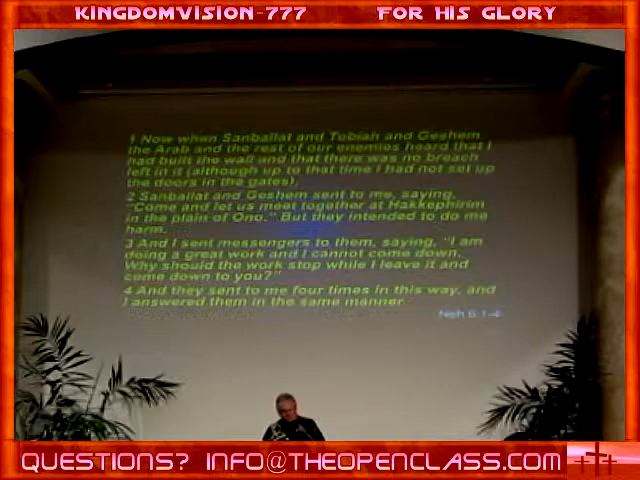 KINGDOMVISION-777 FOR HIS GLORY
1 Now when Sanballat and Tobiah and Geshem
the Arab and the rest of our enemies heard that I
had built the wall and that there was no breach
left in it (although up to that time I had not set up
the doors in the gates),
2 Sanballat and Geshem sent to me, saying,
"Come and let us meet together at Hakkephirim
in the plain of Ono." But they intended to do me
harm.
3 And I sent messengers to them, saying, "I am
doing a great work and I cannot come down.
Why should the work stop while I leave it and
come down to you?"
4 And they sent to me four times in this way, and
I answered them in the same manner.
Neh 6:1-4
QUESTIONS? INFO@THEOPENCLASS.COM